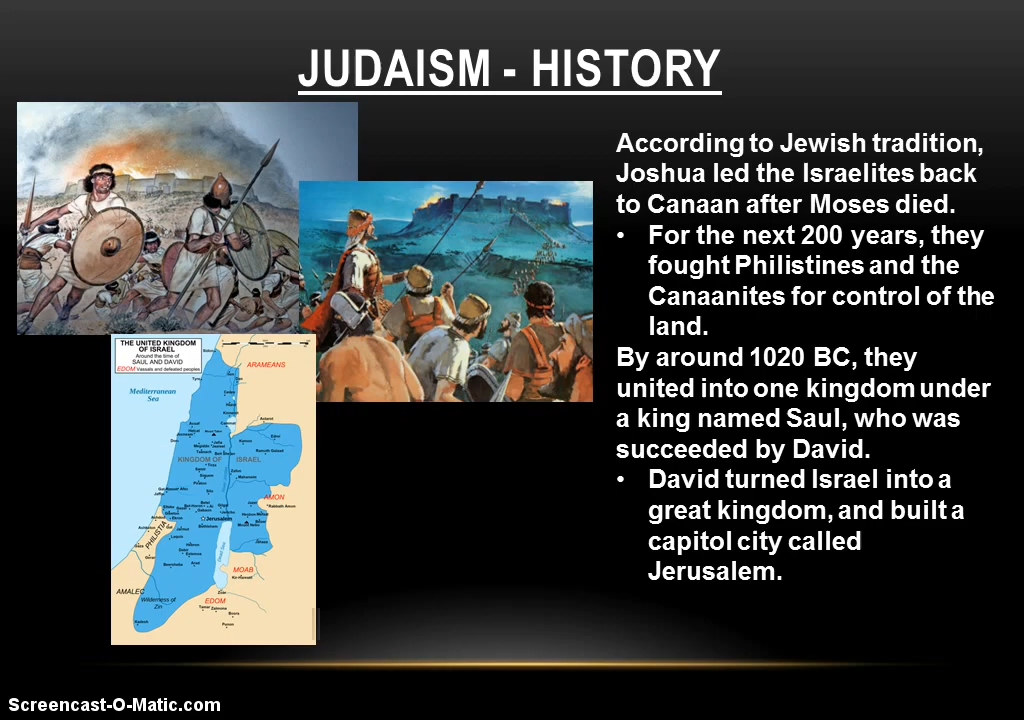 JUDAISM - HISTORY
According to Jewish tradition,
Joshua led the Israelites back
to Canaan after Moses died.
• For the next 200 years, they
fought Philistines and the
Canaanites for control of the
land.
By around 1020 BC, they
united into one kingdom under
a king named Saul, who was
succeeded by David.
• David turned Israel into a
great kingdom, and built a
capitol city called
Jerusalem.
THE UNITED KINGDOM
OF ISRAEL
Around the time of
SAUL AND DAVID
EDOM Vassals and defeated peoples
ARAMEANS
Mediterranean
Sea
KINGDOM OF ISRAEL
AMON
Rabbath Amon
Jerusalem
PHILISTIA
MOAB
AMALEC
Wilderness of
Zin
EDOM
Screencast-O-Matic.com